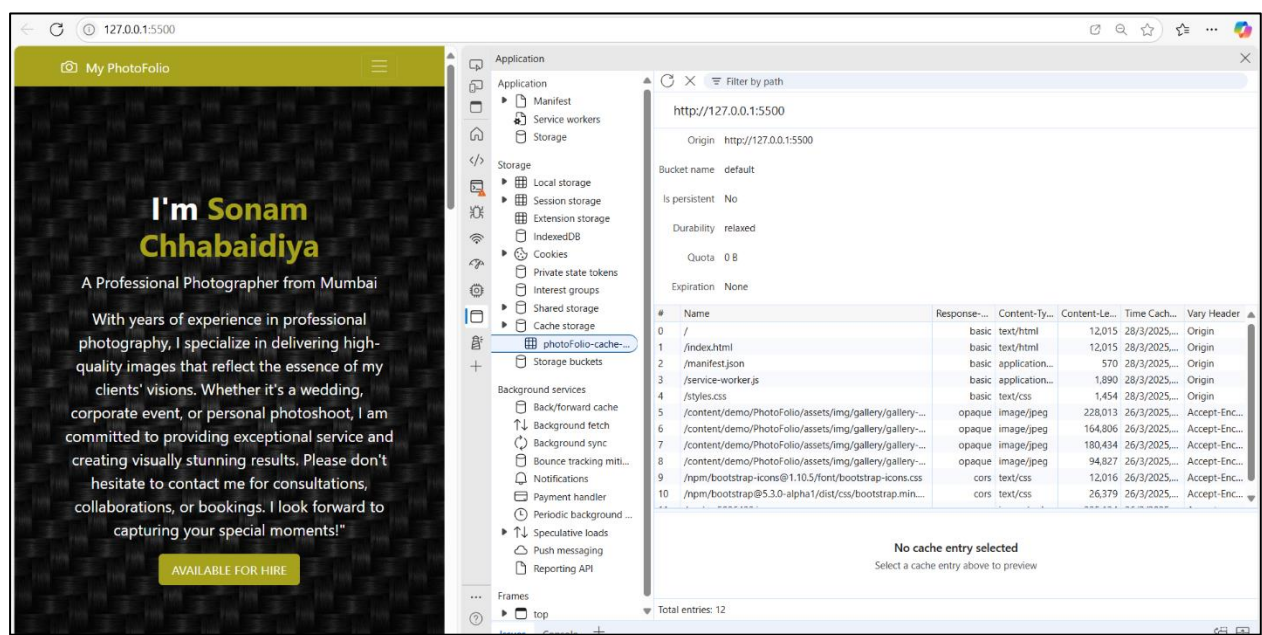 127.0.0.1:5500
My PhotoFolio
I'm Sonam
Chhabaidiya
A Professional Photographer from Mumbai
With years of experience in professional
photography, I specialize in delivering high-
quality images that reflect the essence of my
clients' visions. Whether it's a wedding,
corporate event, or personal photoshoot, I am
committed to providing exceptional service and
creating visually stunning results. Please don't
hesitate to contact me for consultations,
collaborations, or bookings. I look forward to
capturing your special moments!"
AVAILABLE FOR HIRE
Application
Application
Manifest
Service workers
Storage
Storage
Local storage
Session storage
Extension storage
IndexedDB
Cookies
Private state tokens
Interest groups
Shared storage
Cache storage
photoFolio-cache-...
Storage buckets
Background services
Back/forward cache
Background fetch
Background sync
Bounce tracking miti...
Notifications
Payment handler
Periodic background ...
Speculative loads
Push messaging
Reporting API
Frames
top
Filter by path
http://127.0.0.1:5500
Origin http://127.0.0.1:5500
Bucket name default
Is persistent No
Durability relaxed
Quota 0 B
Expiration None
# Name Response-... Content-Ty... Content-Le... Time Cach... Vary Header
0 / basic text/html 12,015 28/3/2025,... Origin
1 /index.html basic text/html 12,015 28/3/2025,... Origin
2 /manifest.json basic application... 570 28/3/2025,... Origin
3 /service-worker.js basic application... 1,890 28/3/2025,... Origin
4 /styles.css basic text/css 1,454 28/3/2025,... Origin
5 /content/demo/PhotoFolio/assets/img/gallery/gallery-... opaque image/jpeg 228,013 26/3/2025,... Accept-Enc...
6 /content/demo/PhotoFolio/assets/img/gallery/gallery-... opaque image/jpeg 164,806 26/3/2025,... Accept-Enc...
7 /content/demo/PhotoFolio/assets/img/gallery/gallery-... opaque image/jpeg 180,434 26/3/2025,... Accept-Enc...
8 /content/demo/PhotoFolio/assets/img/gallery/gallery-... opaque image/jpeg 94,827 26/3/2025,... Accept-Enc...
9 /npm/bootstrap-icons@1.10.5/font/bootstrap-icons.css cors text/css 12,016 26/3/2025,... Accept-Enc...
10 /npm/bootstrap@5.3.0-alpha1/dist/css/bootstrap.min.... cors text/css 26,379 26/3/2025,... Accept-Enc...
No cache entry selected
Select a cache entry above to preview
Total entries: 12
Issues Console